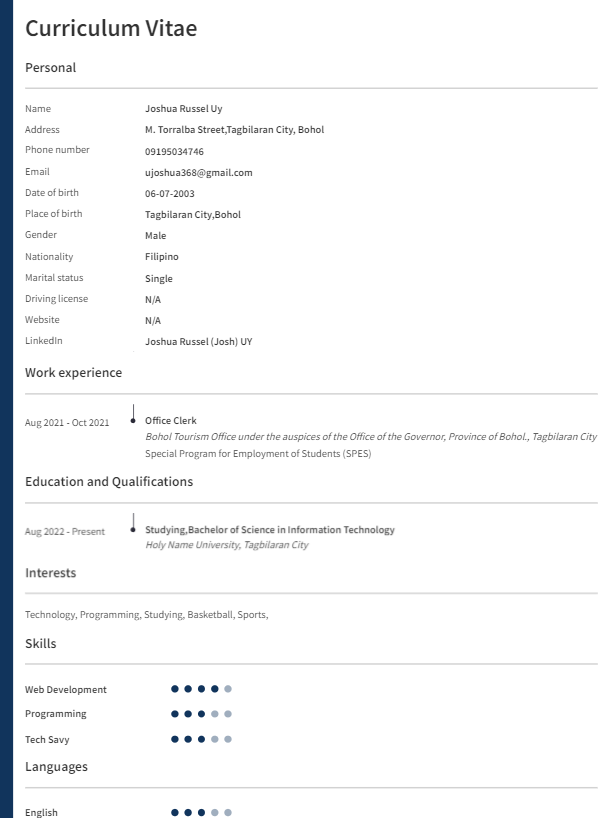 Curriculum Vitae
Personal
Name Joshua Russel Uy
Address M. Torralba Street,Tagbilaran City, Bohol
Phone number 09195034746
Email ujoshua368@gmail.com
Date of birth 06-07-2003
Place of birth Tagbilaran City,Bohol
Gender Male
Nationality Filipino
Marital status Single
Driving license N/A
Website N/A
LinkedIn Joshua Russel (Josh) UY
Work experience
Aug 2021 - Oct 2021 Office Clerk
Bohol Tourism Office under the auspices of the Office of the Governor, Province of Bohol., Tagbilaran City
Special Program for Employment of Students (SPES)
Education and Qualifications
Aug 2022 - Present Studying,Bachelor of Science in Information Technology
Holy Name University, Tagbilaran City
Interests
Technology, Programming, Studying, Basketball, Sports,
Skills
Web Development
Programming
Tech Savy
Languages
English